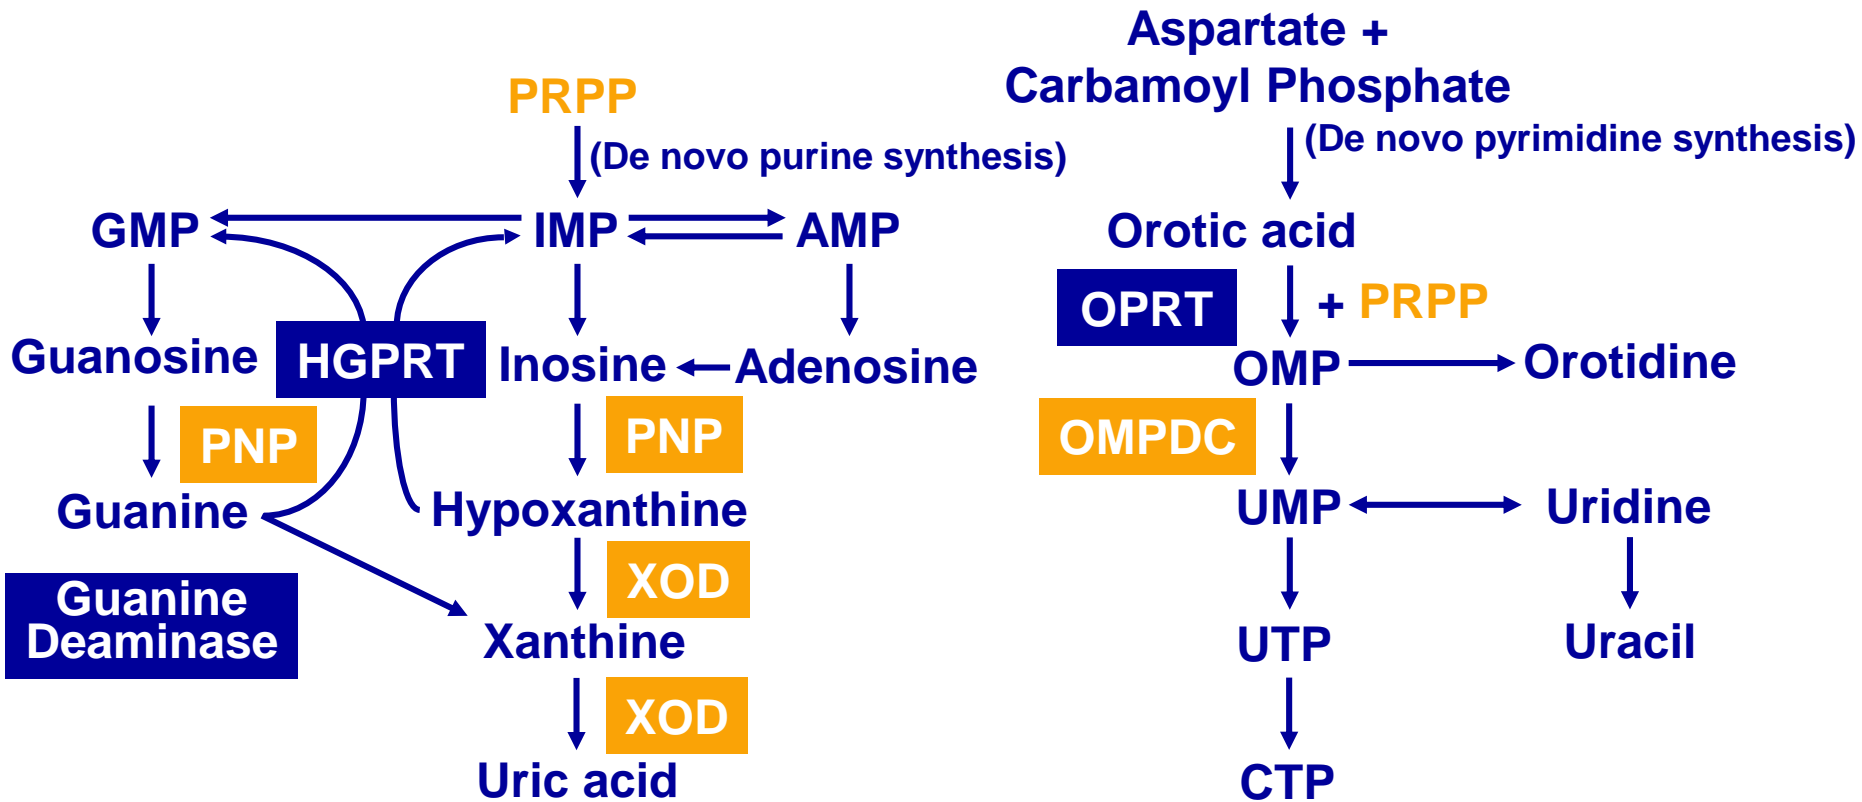 PRPP
(De novo purine synthesis)
GMP
IMP
AMP
Guanosine
HGPRT
Inosine
Adenosine
PNP
PNP
Guanine
Hypoxanthine
XOD
Guanine
Deaminase
Xanthine
XOD
Uric acid
Aspartate +
Carbamoyl Phosphate
(De novo pyrimidine synthesis)
Orotic acid
OPRT
+ PRPP
OMP
Orotidine
OMPDC
UMP
Uridine
UTP
Uracil
CTP